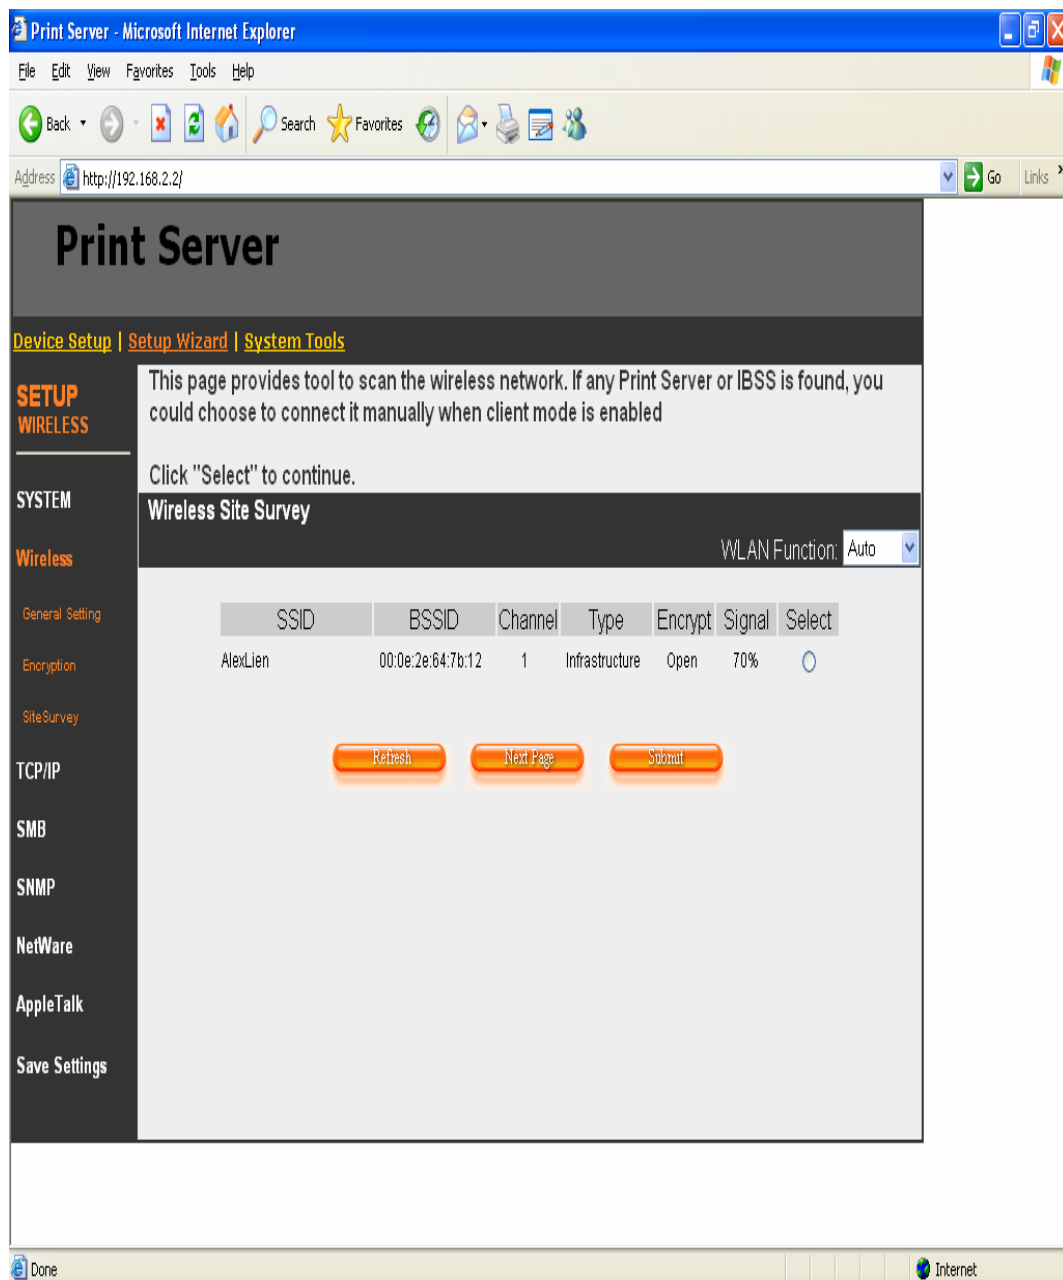 Print Server - Microsoft Internet Explorer
File Edit View Favorites Tools Help
Back Search Favorites
Address http://192.168.2.2/ Go Links
Print Server
Device Setup | Setup Wizard | System Tools
SETUP
WIRELESS
SYSTEM
Wireless
General Setting
Encryption
SiteSurvey
TCP/IP
SMB
SNMP
NetWare
AppleTalk
Save Settings
This page provides tool to scan the wireless network. If any Print Server or IBSS is found, you
could choose to connect it manually when client mode is enabled
Click "Select" to continue.
Wireless Site Survey
WLAN Function: Auto
SSID BSSID Channel Type Encrypt Signal Select
AlexLien 00:0e:2e:64:7b:12 1 Infrastructure Open 70%
Refresh Next Page Submit
Done Internet